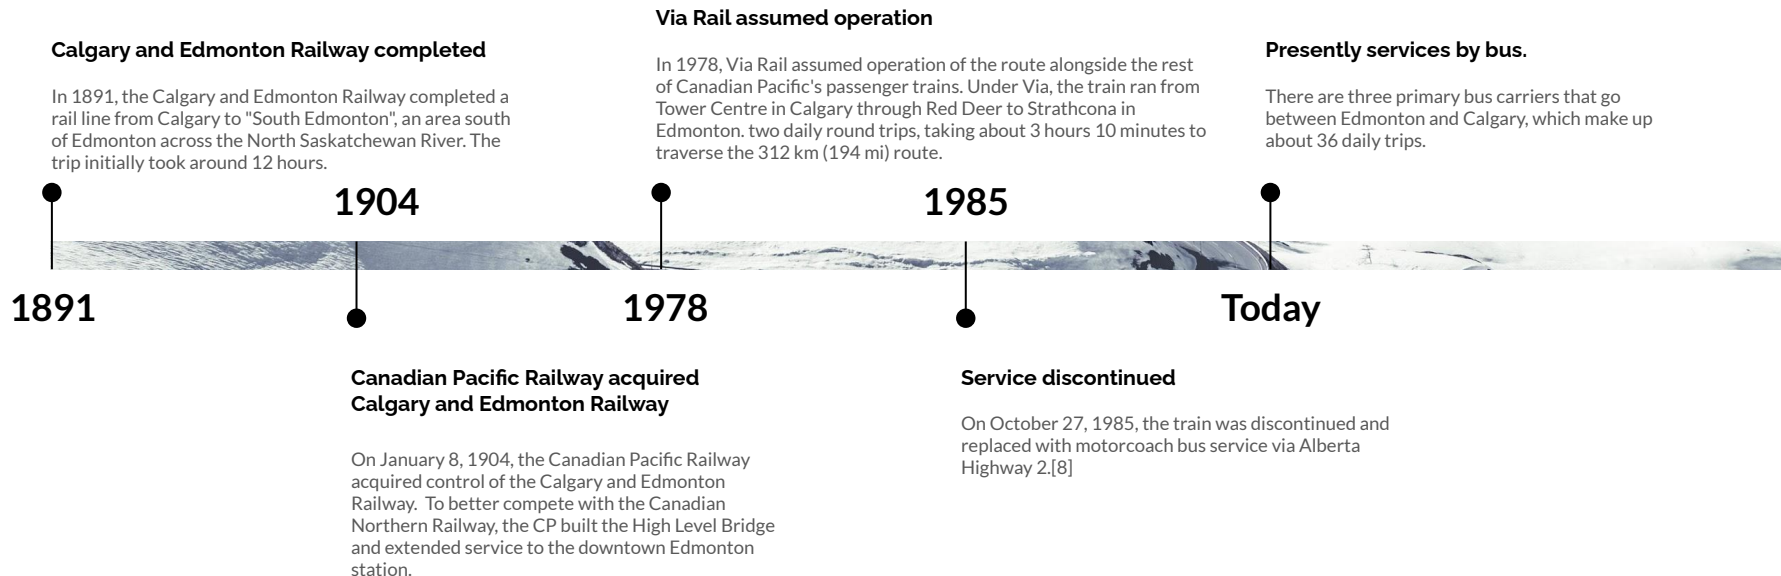 Calgary and Edmonton Railway completed
In 1891, the Calgary and Edmonton Railway completed a
rail line from Calgary to "South Edmonton", an area south
of Edmonton across the North Saskatchewan River. The
trip initially took around 12 hours.
1891
1904
Canadian Pacific Railway acquired
Calgary and Edmonton Railway
On January 8, 1904, the Canadian Pacific Railway
acquired control of the Calgary and Edmonton
Railway.  To better compete with the Canadian
Northern Railway, the CP built the High Level Bridge
and extended service to the downtown Edmonton
station.
Via Rail assumed operation
In 1978, Via Rail assumed operation of the route alongside the rest
of Canadian Pacific's passenger trains. Under Via, the train ran from
Tower Centre in Calgary through Red Deer to Strathcona in
Edmonton. two daily round trips, taking about 3 hours 10 minutes to
traverse the 312 km (194 mi) route.
1978
1985
Service discontinued
On October 27, 1985, the train was discontinued and
replaced with motorcoach bus service via Alberta
Highway 2.[8]
Presently services by bus.
There are three primary bus carriers that go
between Edmonton and Calgary, which make up
about 36 daily trips.
Today